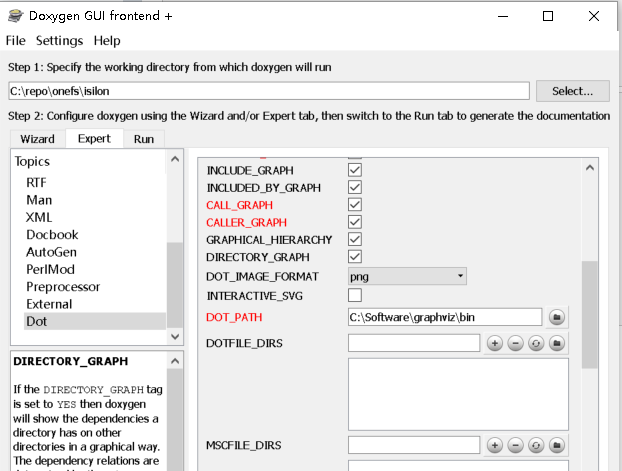 Doxygen GUI frontend +
File Settings Help
Step 1: Specify the working directory from which doxygen will run
C:\repo\onefs\isilon
Select...
Step 2: Configure doxygen using the Wizard and/or Expert tab, then switch to the Run tab to generate the documentation
Wizard Expert Run
Topics
RTF
Man
XML
Docbook
AutoGen
PerlMod
Preprocessor
External
Dot
DIRECTORY_GRAPH
If the DIRECTORY_GRAPH tag
is set to YES then doxygen
will show the dependencies a
directory has on other
directories in a graphical way.
The dependency relations are
INCLUDE_GRAPH
INCLUDED_BY_GRAPH
CALL_GRAPH
CALLER_GRAPH
GRAPHICAL_HIERARCHY
DIRECTORY_GRAPH
DOT_IMAGE_FORMAT png
INTERACTIVE_SVG
DOT_PATH C:\Software\graphviz\bin
DOTFILE_DIRS
MSCFILE_DIRS